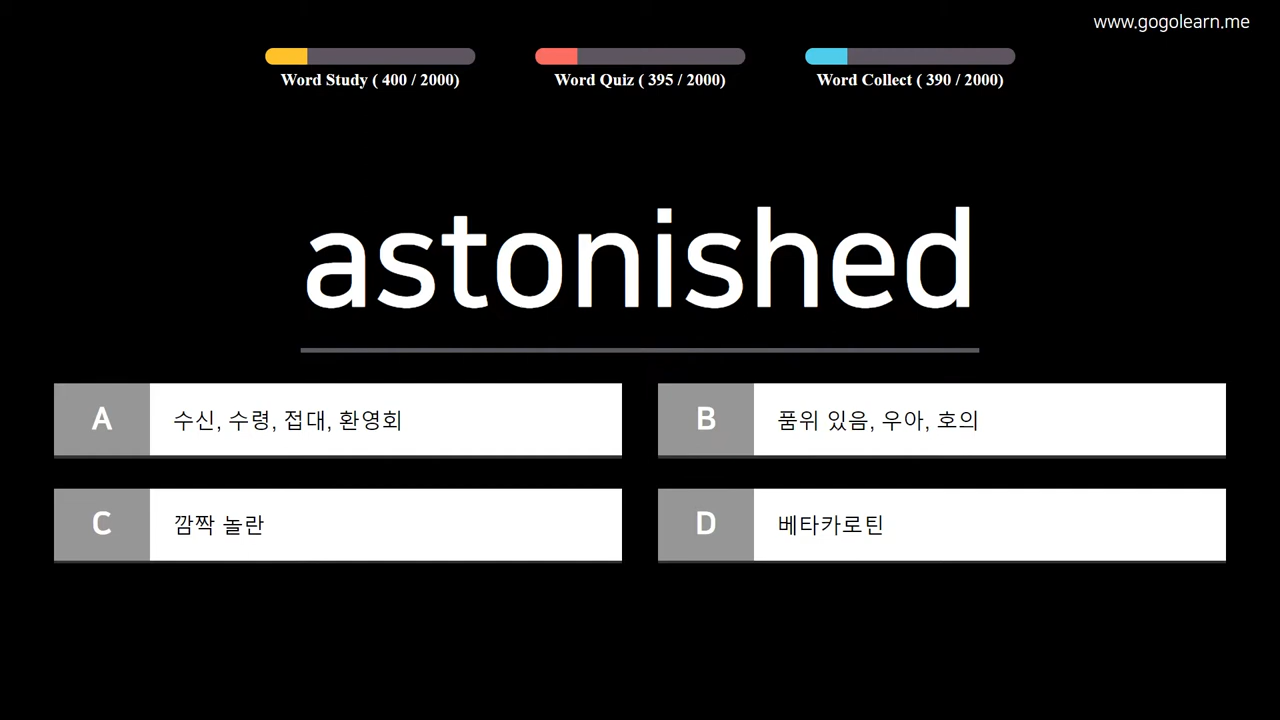 www.gogolearn.me
Word Study ( 400 / 2000)
Word Quiz ( 395 / 2000)
Word Collect ( 390 / 2000)
astonished
A 수신, 수령, 접대, 환영회
B 품위 있음, 우아, 호의
C 깜짝 놀란
D 베타카로틴